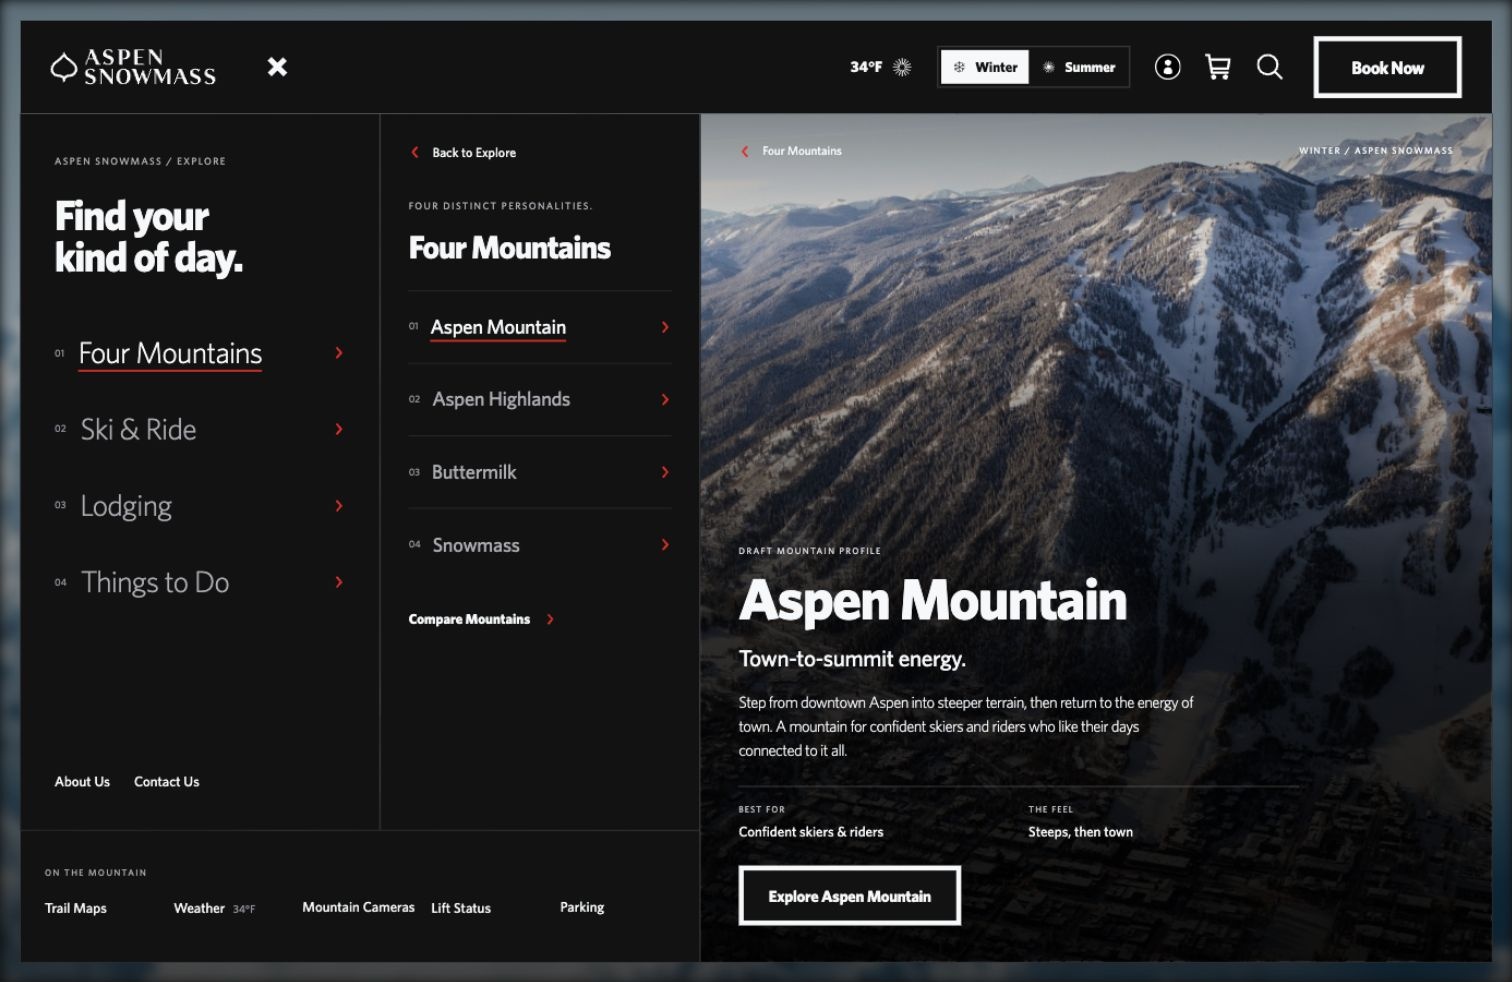 ASPEN
SNOWMASS
34°F
Winter
Summer
Book Now
ASPEN SNOWMASS / EXPLORE
Find your
kind of day.
01 Four Mountains
02 Ski & Ride
03 Lodging
04 Things to Do
About Us
Contact Us
Back to Explore
FOUR DISTINCT PERSONALITIES.
Four Mountains
01 Aspen Mountain
02 Aspen Highlands
03 Buttermilk
04 Snowmass
Compare Mountains
ON THE MOUNTAIN
Trail Maps
Weather 34°F
Mountain Cameras
Lift Status
Parking
Four Mountains
WINTER / ASPEN SNOWMASS
DRAFT MOUNTAIN PROFILE
Aspen Mountain
Town-to-summit energy.
Step from downtown Aspen into steeper terrain, then return to the energy of
town. A mountain for confident skiers and riders who like their days
connected to it all.
BEST FOR
Confident skiers & riders
THE FEEL
Steeps, then town
Explore Aspen Mountain